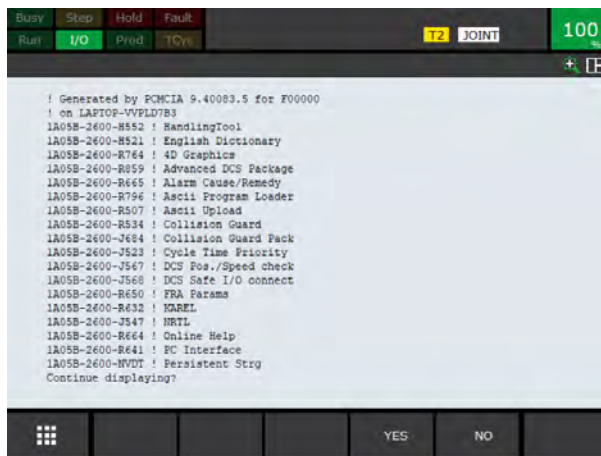 Busy Step Hold Fault
Run I/O Prod TCyc
T2 JOINT
100
%
! Generated by PCMCIA 9.40083.5 for F00000
! on LAPTOP-VVPLD7B3
1A05B-2600-H552 ! HandlingTool
1A05B-2600-H521 ! English Dictionary
1A05B-2600-R764 ! 4D Graphics
1A05B-2600-R859 ! Advanced DCS Package
1A05B-2600-R665 ! Alarm Cause/Remedy
1A05B-2600-R796 ! Ascii Program Loader
1A05B-2600-R507 ! Ascii Upload
1A05B-2600-R534 ! Collision Guard
1A05B-2600-J684 ! Collision Guard Pack
1A05B-2600-J523 ! Cycle Time Priority
1A05B-2600-J567 ! DCS Pos./Speed check
1A05B-2600-J568 ! DCS Safe I/O connect
1A05B-2600-R650 ! FRA Params
1A05B-2600-R632 ! KAREL
1A05B-2600-J547 ! NRTL
1A05B-2600-R664 ! Online Help
1A05B-2600-R641 ! PC Interface
1A05B-2600-NVDT ! Persistent Strg
Continue displaying?
YES NO